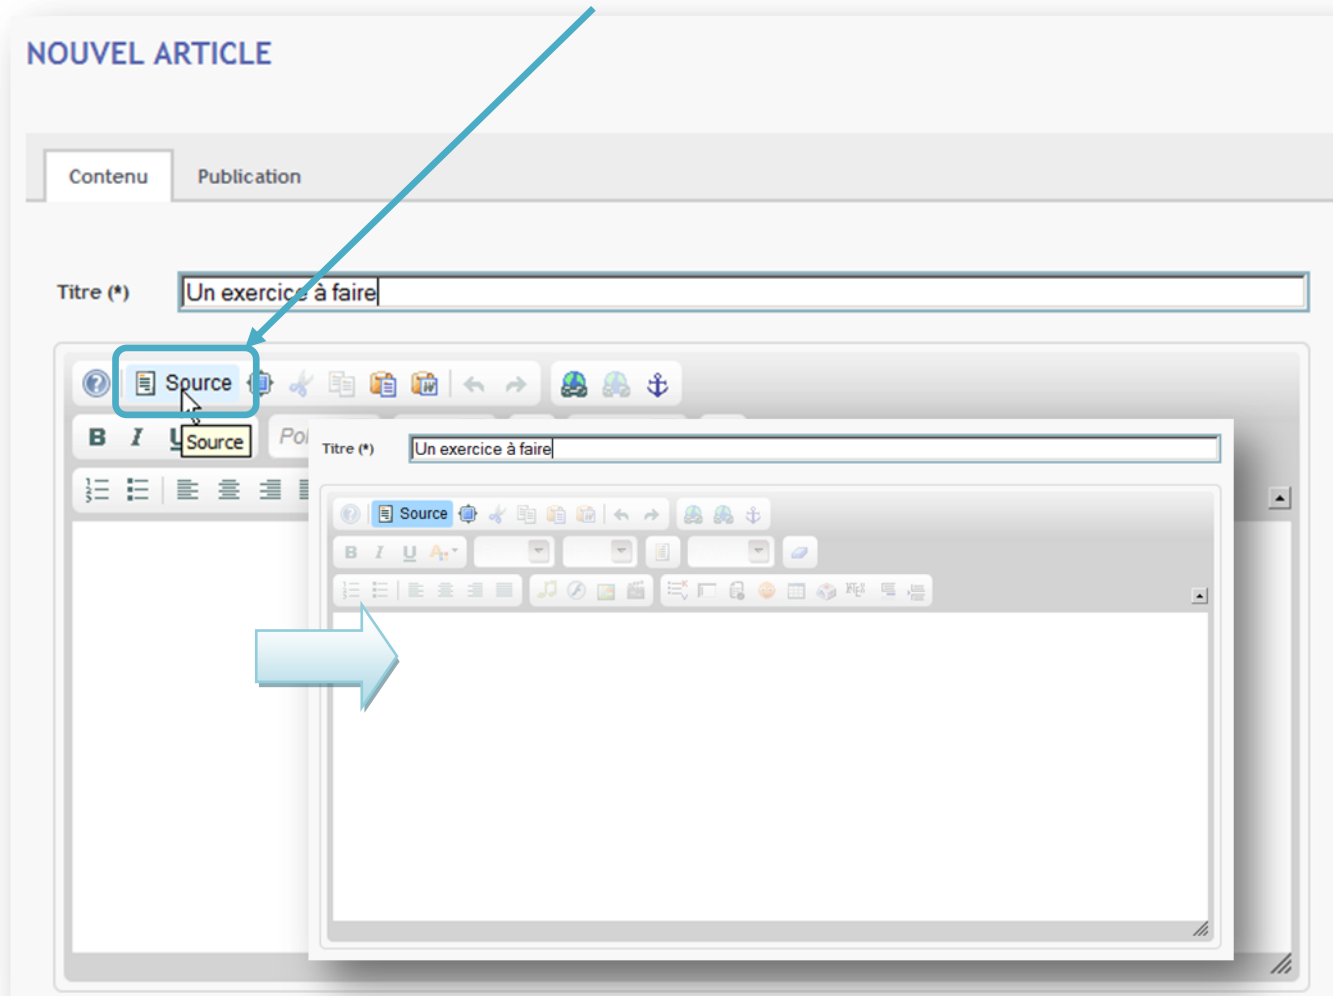 NOUVEL ARTICLE
Contenu Publication
Titre (*) Un exercice à faire
Source
B I U
Source
Titre (*) Un exercice à faire
Source
B I U A